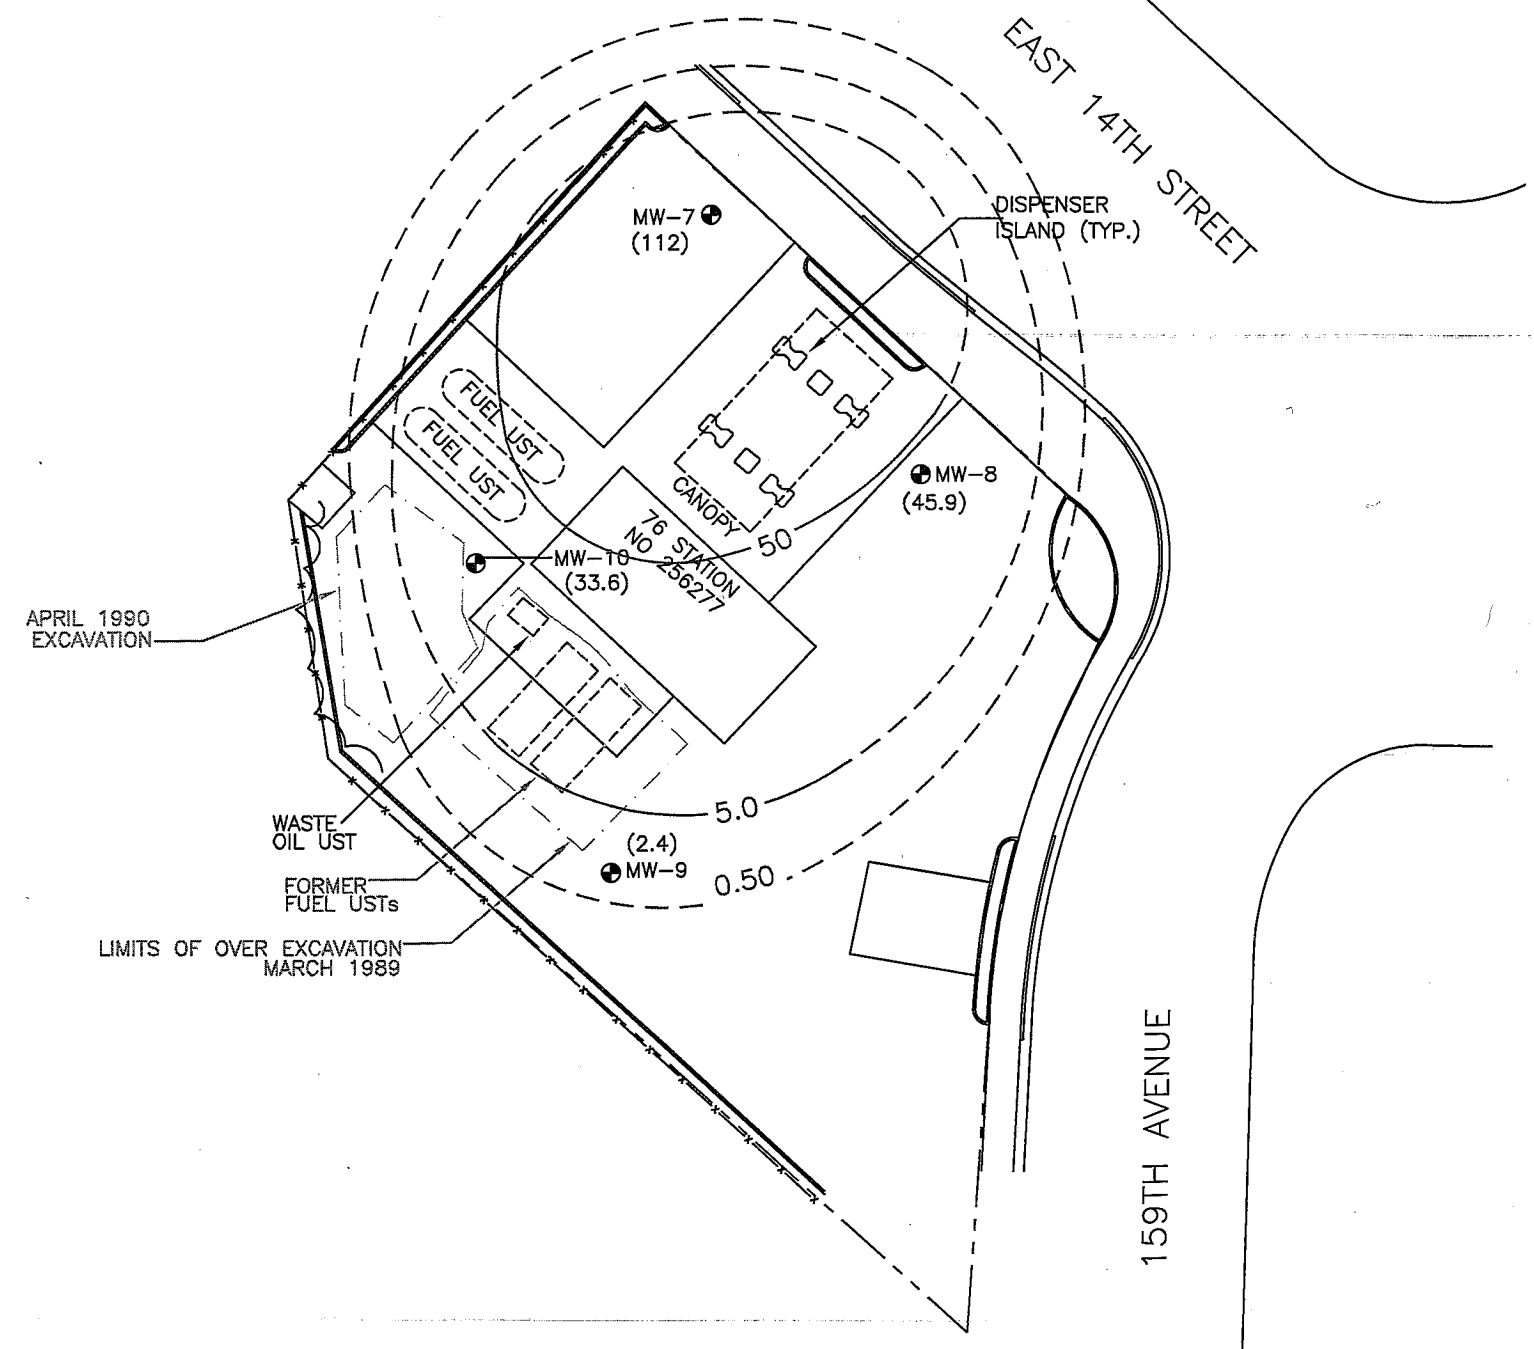 EAST 14TH STREET
DISPENSER
ISLAND (TYP.)
MW-7
(112)
FUEL UST
FUEL UST
CANOPY
MW-8
(45.9)
50
76 STATION
NO 256277
MW-10
(33.6)
APRIL 1990
EXCAVATION
5.0
WASTE
OIL UST
(2.4)
MW-9
0.50
FORMER
FUEL USTs
LIMITS OF OVER EXCAVATION
MARCH 1989
159TH AVENUE